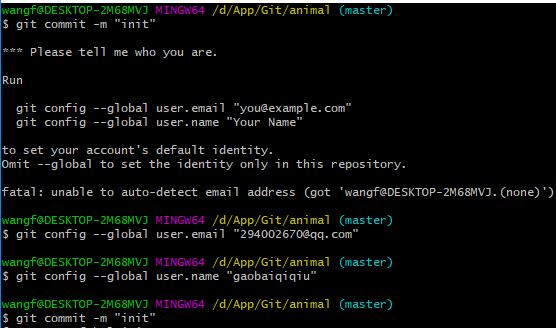 wangf@DESKTOP-2M68MVJ MINGW64 /d/App/Git/animal (master)
$ git commit -m "init"
*** Please tell me who you are.
Run
git config --global user.email "you@example.com"
git config --global user.name "Your Name"
to set your account's default identity.
Omit --global to set the identity only in this repository.
fatal: unable to auto-detect email address (got 'wangf@DESKTOP-2M68MVJ.(none)')
wangf@DESKTOP-2M68MVJ MINGW64 /d/App/Git/animal (master)
$ git config --global user.email "294002670@qq.com"
wangf@DESKTOP-2M68MVJ MINGW64 /d/App/Git/animal (master)
$ git config --global user.name "gaobaiqiqiu"
wangf@DESKTOP-2M68MVJ MINGW64 /d/App/Git/animal (master)
$ git commit -m "init"